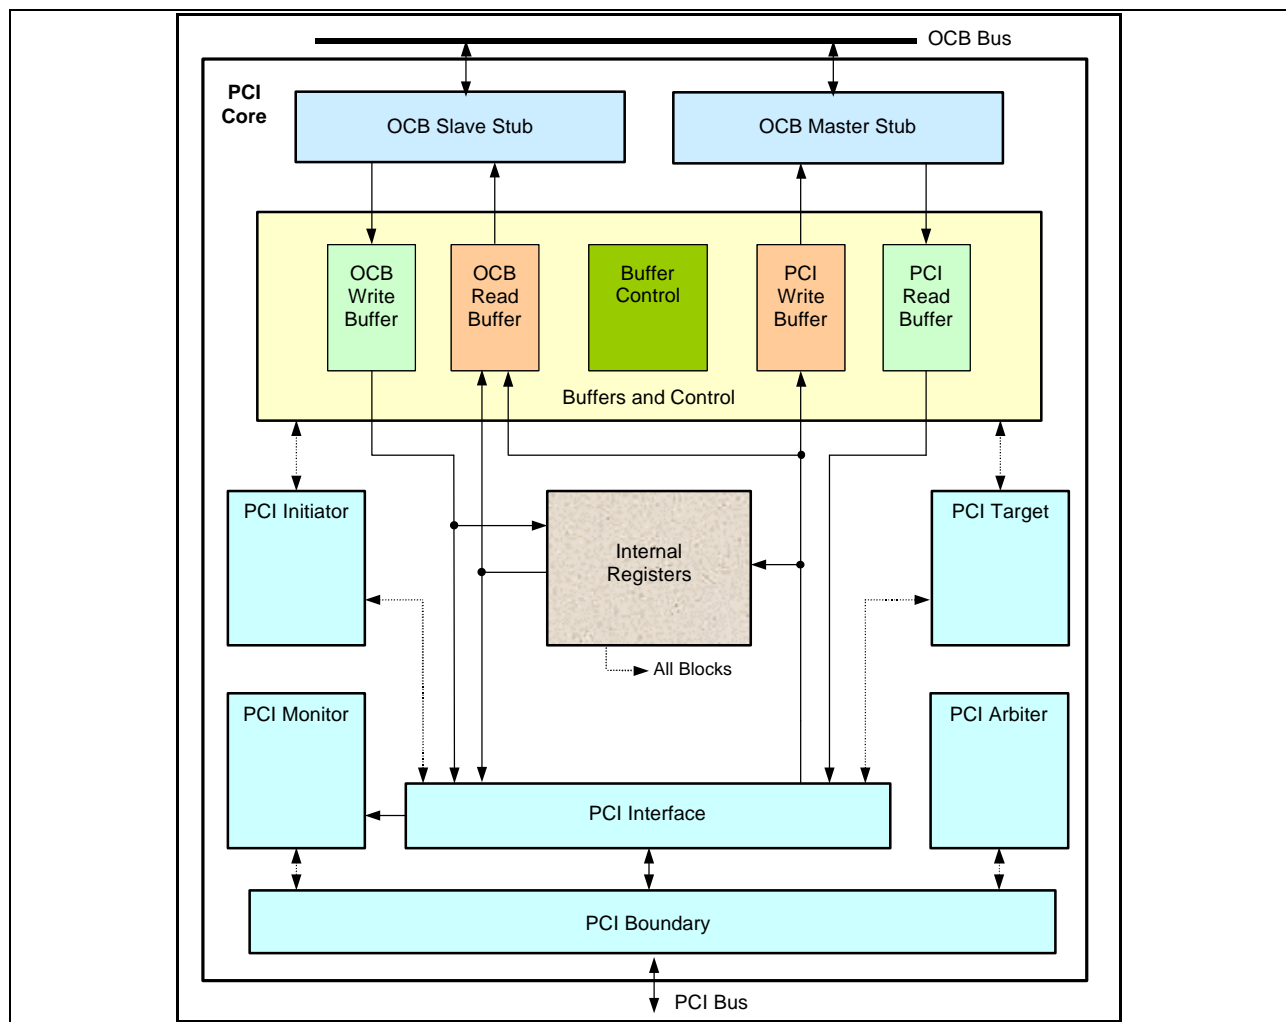 OCB Bus
PCI
Core
OCB Slave Stub
OCB Master Stub
OCB
Write
Buffer
OCB
Read
Buffer
Buffer
Control
PCI
Write
Buffer
PCI
Read
Buffer
Buffers and Control
PCI Initiator
Internal
Registers
PCI Target
All Blocks
PCI Monitor
PCI Arbiter
PCI Interface
PCI Boundary
PCI Bus